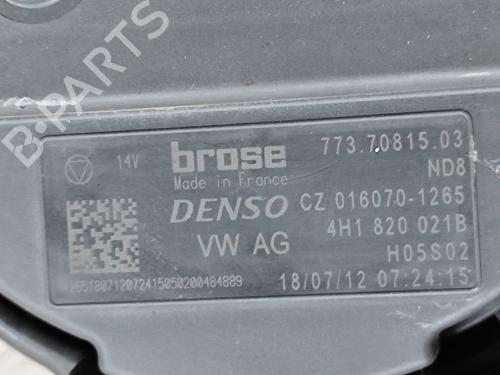 B-PARTS
14V
brose
773.70815.03
Made in France
ND8
DENSO
CZ 016070-1265
VW AG
4H1 820 021B
H05S02
18/07/12 07:24:15